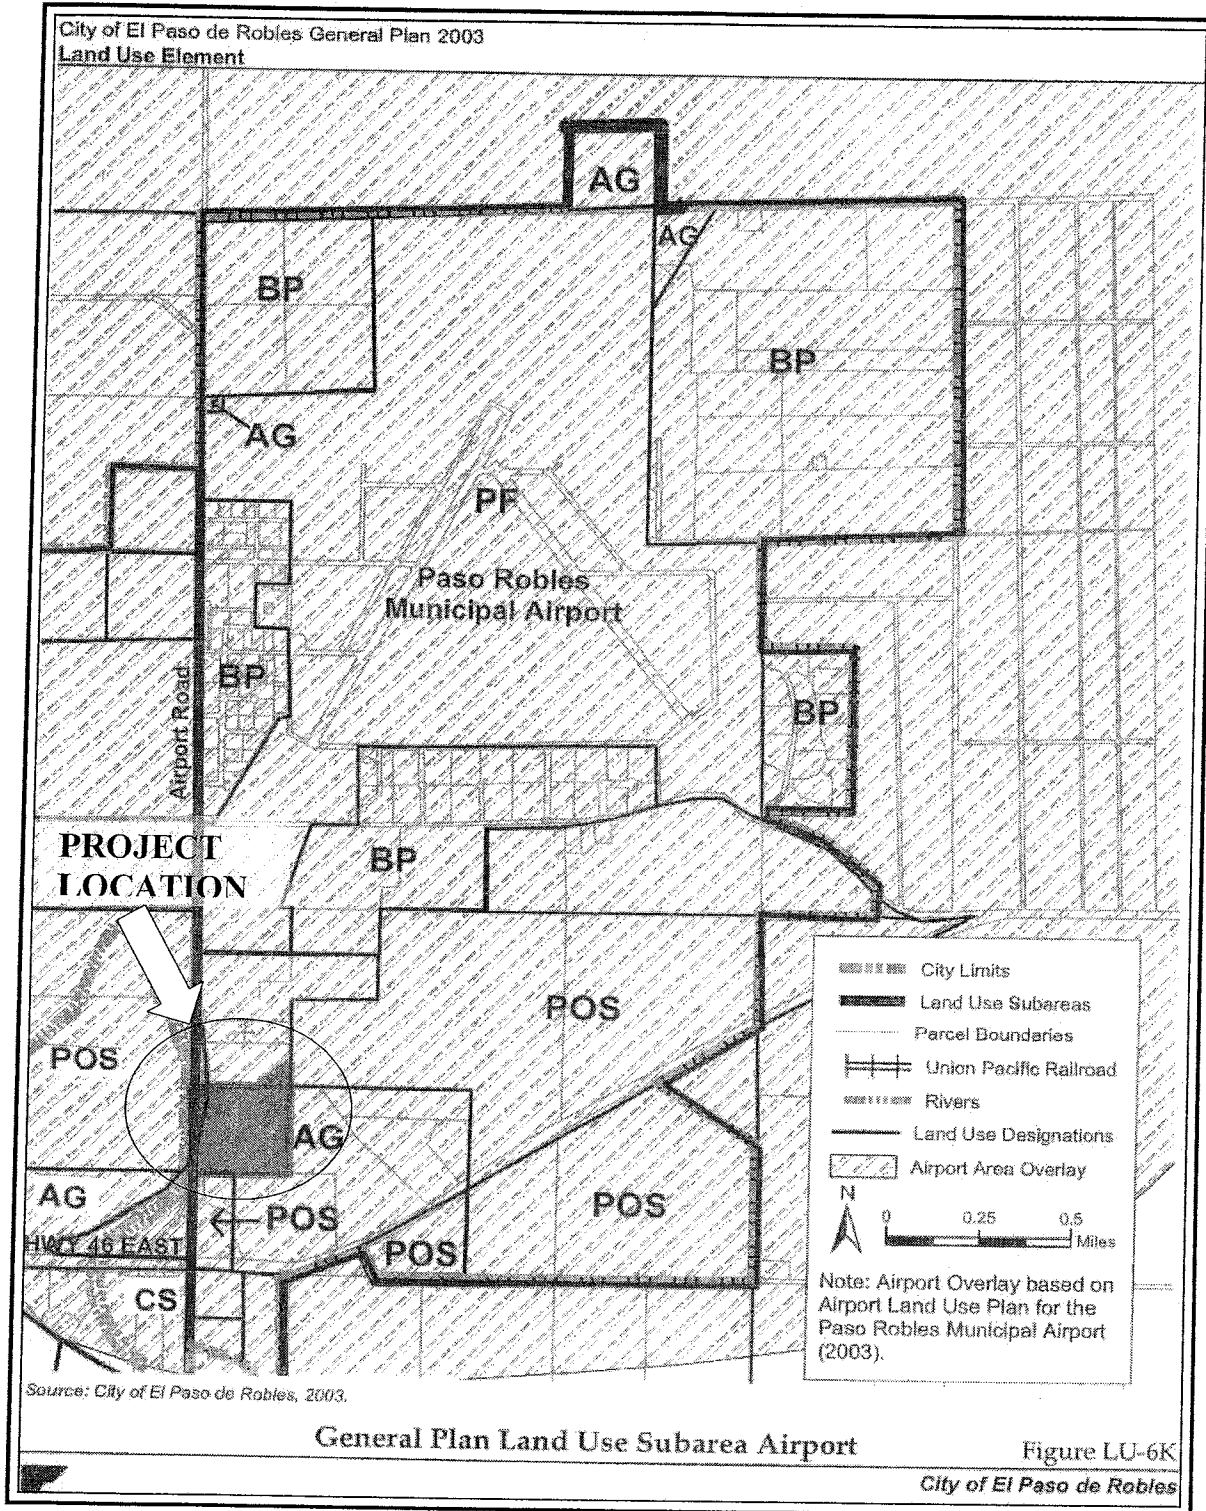 City of El Paso de Robles General Plan 2003
Land Use Element
AG
AG
BP
BP
AG
PF
Paso Robles
Municipal Airport
BP
BP
Airport Road
PROJECT
LOCATION
BP
POS
POS
AG
AG
POS
POS
POS
HWY 46 EAST
CS
City Limits
Land Use Subareas
Parcel Boundaries
Union Pacific Railroad
Rivers
Land Use Designations
Airport Area Overlay
N
0 0.25 0.5
Miles
Note: Airport Overlay based on
Airport Land Use Plan for the
Paso Robles Municipal Airport
(2003).
Source: City of El Paso de Robles, 2003.
General Plan Land Use Subarea Airport
Figure LU-6K
City of El Paso de Robles